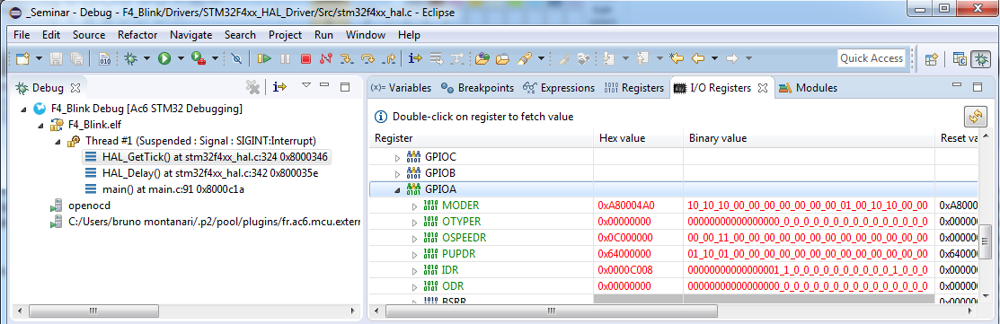 _Seminar - Debug - F4_Blink/Drivers/STM32F4xx_HAL_Driver/Src/stm32f4xx_hal.c - Eclipse
File Edit Source Refactor Navigate Search Project Run Window Help
Quick Access
Debug
F4_Blink Debug [Ac6 STM32 Debugging]
F4_Blink.elf
Thread #1 (Suspended : Signal : SIGINT:Interrupt)
HAL_GetTick() at stm32f4xx_hal.c:324 0x8000346
HAL_Delay() at stm32f4xx_hal.c:342 0x800035e
main() at main.c:91 0x8000c1a
openocd
C:/Users/bruno montanari/.p2/pool/plugins/fr.ac6.mcu.exter
(x)= Variables Breakpoints Expressions Registers I/O Registers Modules
Double-click on register to fetch value
Register Hex value Binary value Reset va
GPIOC
GPIOB
GPIOA
MODER 0xA80004A0 10_10_10_00_00_00_00_00_00_00_01_00_10_10_00_00 0xA8000
OTYPER 0x00000000 0000000000000000_0_0_0_0_0_0_0_0_0_0_0_0_0_0_0_0 0x00000
OSPEEDR 0x0C000000 00_00_11_00_00_00_00_00_00_00_00_00_00_00_00_00 0x00000
PUPDR 0x64000000 01_10_01_00_00_00_00_00_00_00_00_00_00_00_00_00 0x6400
IDR 0x0000C008 0000000000000001_1_0_0_0_0_0_0_0_0_0_0_1_0_0_0 0x00000
ODR 0x00000000 0000000000000000_0_0_0_0_0_0_0_0_0_0_0_0_0_0_0_0 0x00000
BSRR